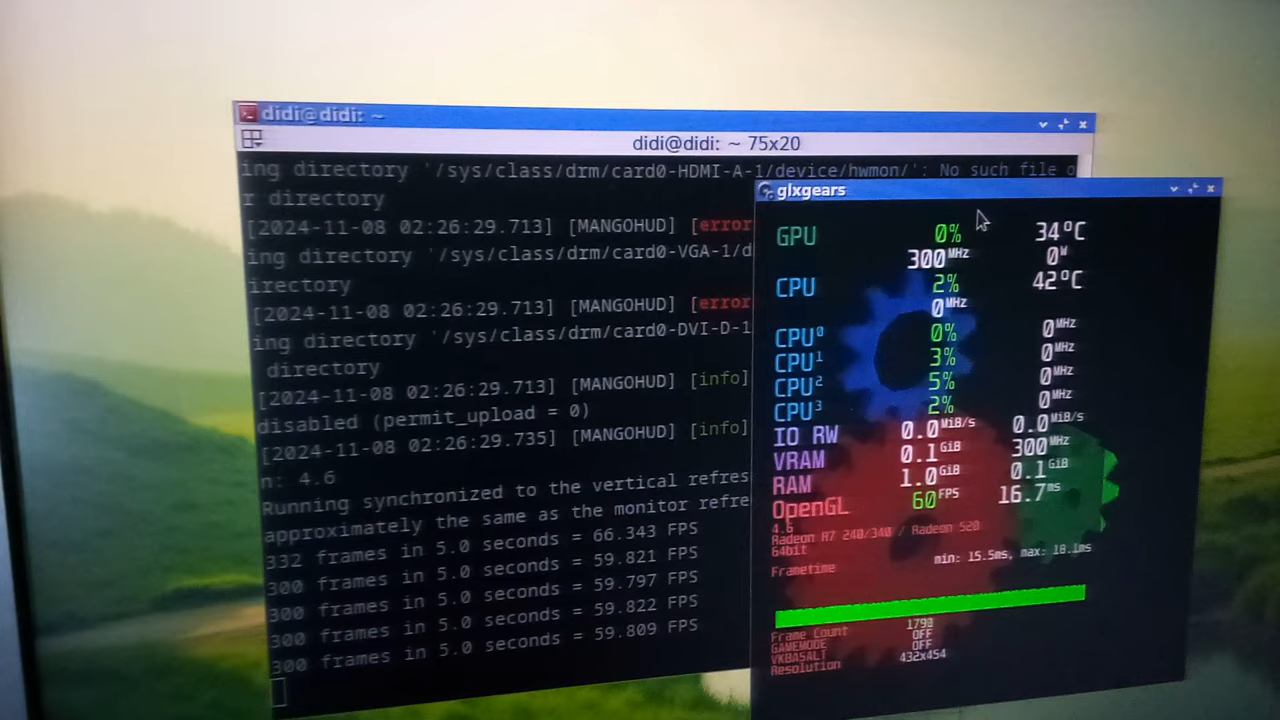 didi@didi: ~
didi@didi: ~ 75x20
ing directory '/sys/class/drm/card0-HDMI-A-1/device/hwmon/': No such file o
r directory
[2024-11-08 02:26:29.713] [MANGOHUD] [error
ing directory '/sys/class/drm/card0-VGA-1/d
irectory
[2024-11-08 02:26:29.713] [MANGOHUD] [error
ing directory '/sys/class/drm/card0-DVI-D-1
directory
[2024-11-08 02:26:29.713] [MANGOHUD] [info]
disabled (permit_upload = 0)
[2024-11-08 02:26:29.735] [MANGOHUD] [info]
n: 4.6
Running synchronized to the vertical refres
approximately the same as the monitor refre
332 frames in 5.0 seconds = 66.343 FPS
300 frames in 5.0 seconds = 59.821 FPS
300 frames in 5.0 seconds = 59.797 FPS
300 frames in 5.0 seconds = 59.822 FPS
300 frames in 5.0 seconds = 59.809 FPS
glxgears
GPU 0% 34°C
300MHz 0W
CPU 2% 42°C
0MHz
CPU0 0% 0MHz
CPU1 3% 0MHz
CPU2 5% 0MHz
CPU3 2% 0MHz
IO RW 0.0MiB/s 0.0MiB/s
VRAM 0.1GiB 300MHz
RAM 1.0GiB 0.1GiB
OpenGL 60FPS 16.7ms
4.6
Radeon R7 240/340 / Radeon 520
64bit
Frametime min: 15.5ms, max: 18.1ms
Frame Count 1790
GAMEMODE OFF
VKBASALT OFF
Resolution 432x454